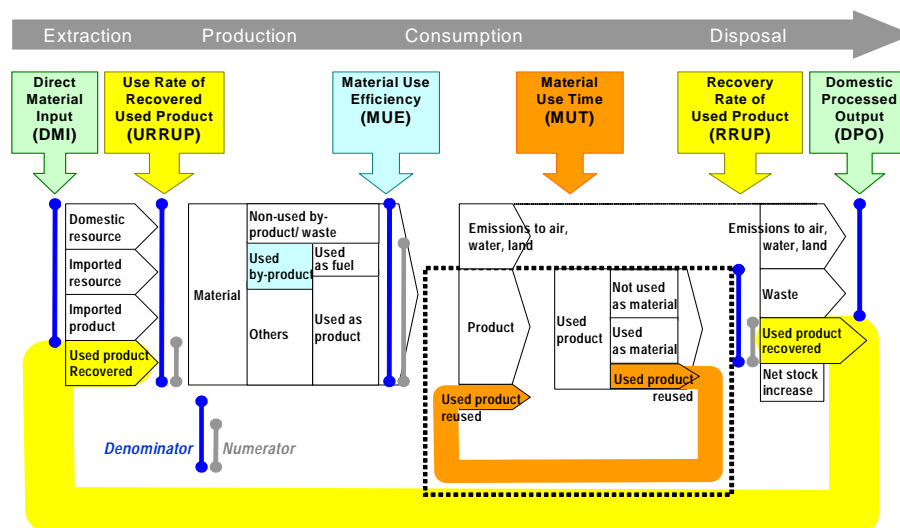 Extraction
Production
Consumption
Disposal
Direct
Material
Input
(DMI)
Use Rate of
Recovered
Used Product
(URRUP)
Material Use
Efficiency
(MUE)
Material
Use Time
(MUT)
Recovery
Rate of
Used Product
(RRUP)
Domestic
Processed
Output
(DPO)
Domestic
resource
Imported
resource
Imported
product
Used product
Recovered
Material
Non-used by-
product/ waste
Used
by-product
Used
as fuel
Others
Used as
product
Emissions to air,
water, land
Product
Used product
reused
Used
product
Not used
as material
Used
as material
Used product
reused
Emissions to air,
water, land
Waste
Used product
recovered
Net stock
increase
Denominator
Numerator